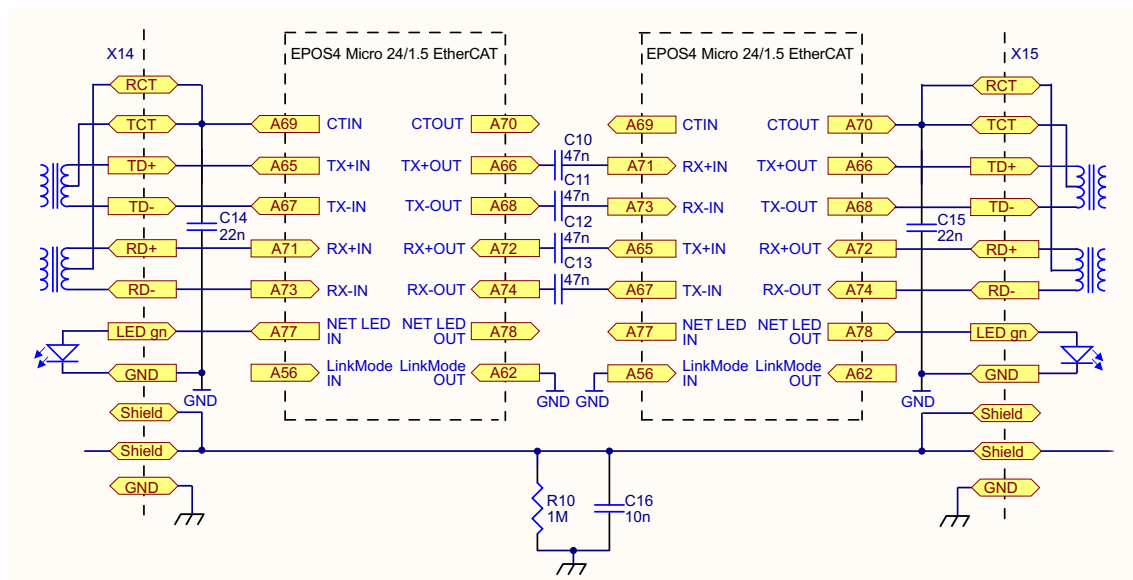 X14
EPOS4 Micro 24/1.5 EtherCAT
EPOS4 Micro 24/1.5 EtherCAT
X15
RCT
RCT
TCT
A69
CTIN
CTOUT
A70
A69
CTIN
CTOUT
A70
TCT
C10
47n
TD+
A65
TX+IN
TX+OUT
A66
A71
RX+IN
TX+OUT
A66
TD+
C11
47n
TD-
A67
TX-IN
TX-OUT
A68
A73
RX-IN
TX-OUT
A68
TD-
C14
22n
C12
47n
C15
22n
RD+
A71
RX+IN
RX+OUT
A72
A65
TX+IN
RX+OUT
A72
RD+
C13
47n
RD-
A73
RX-IN
RX-OUT
A74
A67
TX-IN
RX-OUT
A74
RD-
LED gn
A77
NET LED
IN
NET LED
OUT
A78
A77
NET LED
IN
NET LED
OUT
A78
LED gn
GND
A56
LinkMode
IN
LinkMode
OUT
A62
A56
LinkMode
IN
LinkMode
OUT
A62
GND
GND
GND
GND
GND
Shield
Shield
Shield
Shield
GND
GND
R10
1M
C16
10n